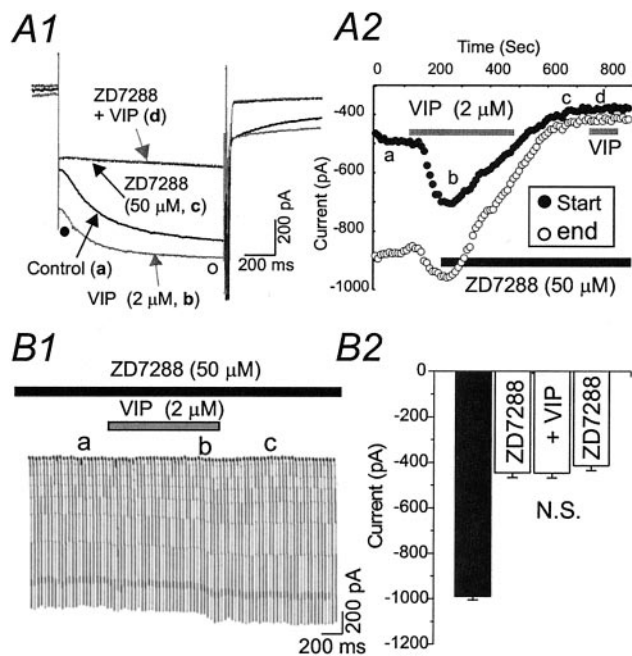 A1
ZD7288
+ VIP (d)
ZD7288
(50 µM, c)
Control (a)
VIP (2 µM, b)
200 pA
200 ms
A2
Time (Sec)
0 200 400 600 800
-400
-600
-800
-1000
Current (pA)
VIP (2 µM)
c d
a
b
VIP
Start
end
ZD7288 (50 µM)
B1
ZD7288 (50 µM)
VIP (2 µM)
a b c
200 pA
200 ms
B2
0
-200
-400
-600
-800
-1000
-1200
Current (pA)
ZD7288
+ VIP
ZD7288
N.S.